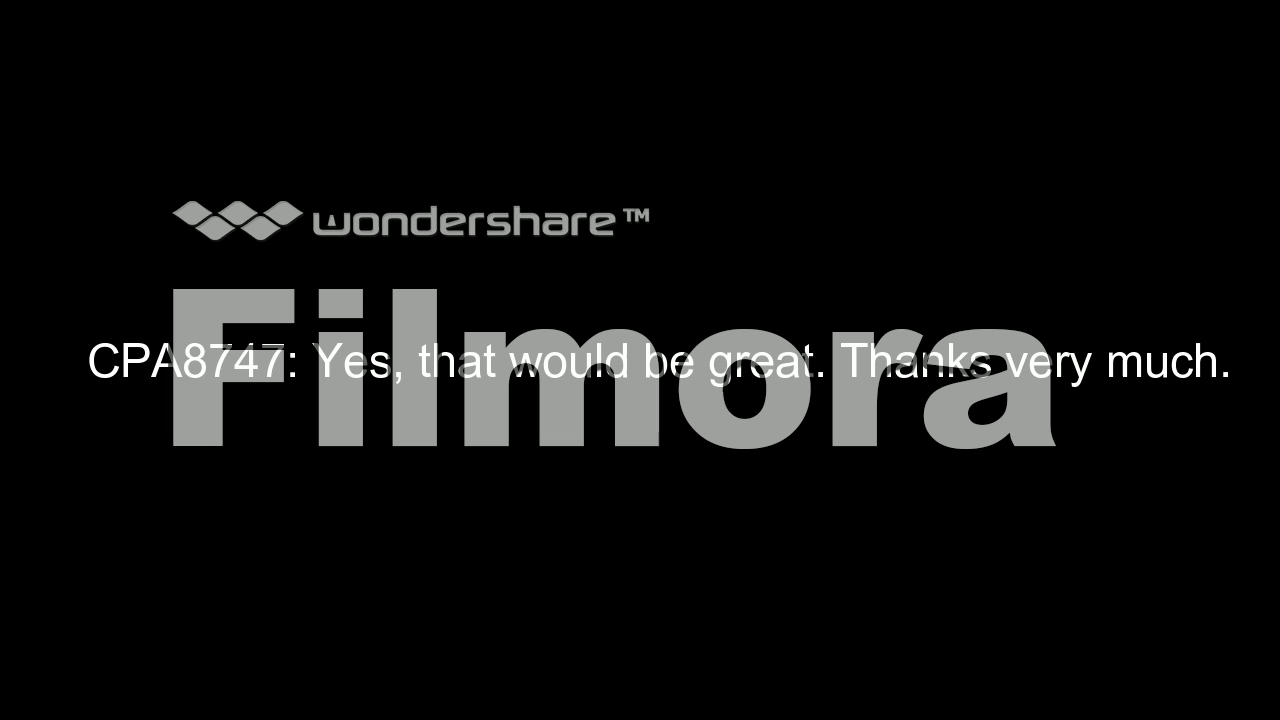 wondershare™
Filmora
CPA8747: Yes, that would be great. Thanks very much.